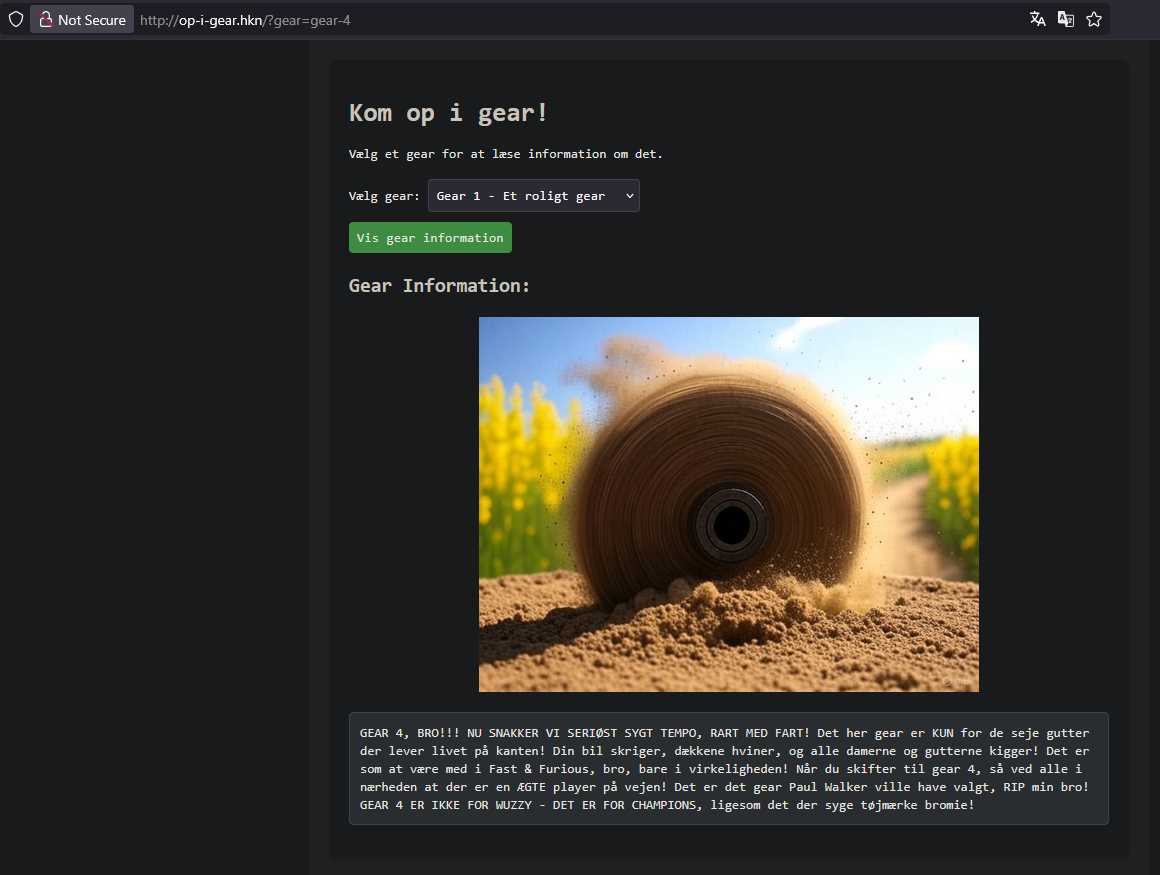 Not Secure
http://op-i-gear.hkn/?gear=gear-4
Kom op i gear!
Vælg et gear for at læse information om det.
Vælg gear: Gear 1 - Et roligt gear
Vis gear information
Gear Information:
GEAR 4, BRO!!! NU SNAKKER VI SERIØST SYGT TEMPO, RART MED FART! Det her gear er KUN for de seje gutter
der lever livet på kanten! Din bil skriger, dækkene hviner, og alle damerne og gutterne kigger! Det er
som at være med i Fast & Furious, bro, bare i virkeligheden! Når du skifter til gear 4, så ved alle i
nærheden at der er en ÆGTE player på vejen! Det er det gear Paul Walker ville have valgt, RIP min bro!
GEAR 4 ER IKKE FOR WUZZY - DET ER FOR CHAMPIONS, ligesom det der syge tøjmærke bromie!